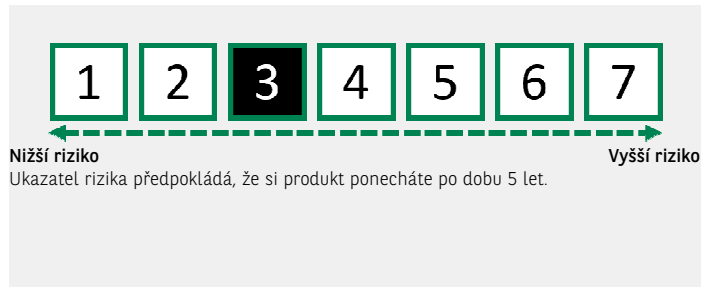 1 2 3 4 5 6 7
Nižší riziko Vyšší riziko
Ukazatel rizika předpokládá, že si produkt ponecháte po dobu 5 let.